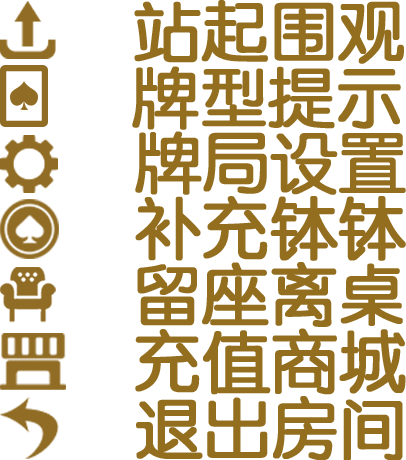 站起围观
牌型提示
牌局设置
补充钵钵
留座离桌
充值商城
退出房间